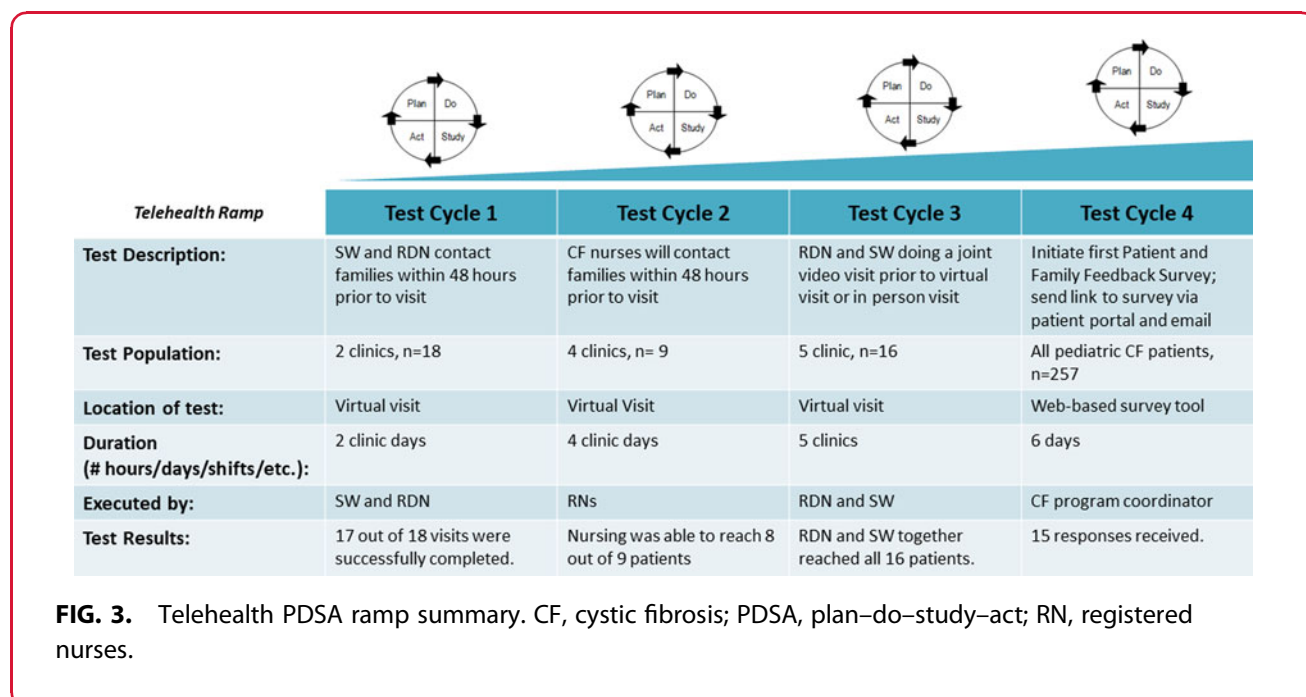 Plan Do
Act Study
Plan Do
Act Study
Plan Do
Act Study
Plan Do
Act Study
Telehealth Ramp
Test Cycle 1
Test Cycle 2
Test Cycle 3
Test Cycle 4
Test Description:
SW and RDN contact
families within 48 hours
prior to visit
CF nurses will contact
families within 48 hours
prior to visit
RDN and SW doing a joint
video visit prior to virtual
visit or in person visit
Initiate first Patient and
Family Feedback Survey;
send link to survey via
patient portal and email
Test Population:
2 clinics, n=18
4 clinics, n= 9
5 clinic, n=16
All pediatric CF patients,
n=257
Location of test:
Virtual visit
Virtual Visit
Virtual visit
Web-based survey tool
Duration
(# hours/days/shifts/etc.):
2 clinic days
4 clinic days
5 clinics
6 days
Executed by:
SW and RDN
RNs
RDN and SW
CF program coordinator
Test Results:
17 out of 18 visits were
successfully completed.
Nursing was able to reach 8
out of 9 patients
RDN and SW together
reached all 16 patients.
15 responses received.
FIG. 3. Telehealth PDSA ramp summary. CF, cystic fibrosis; PDSA, plan–do–study–act; RN, registered
nurses.